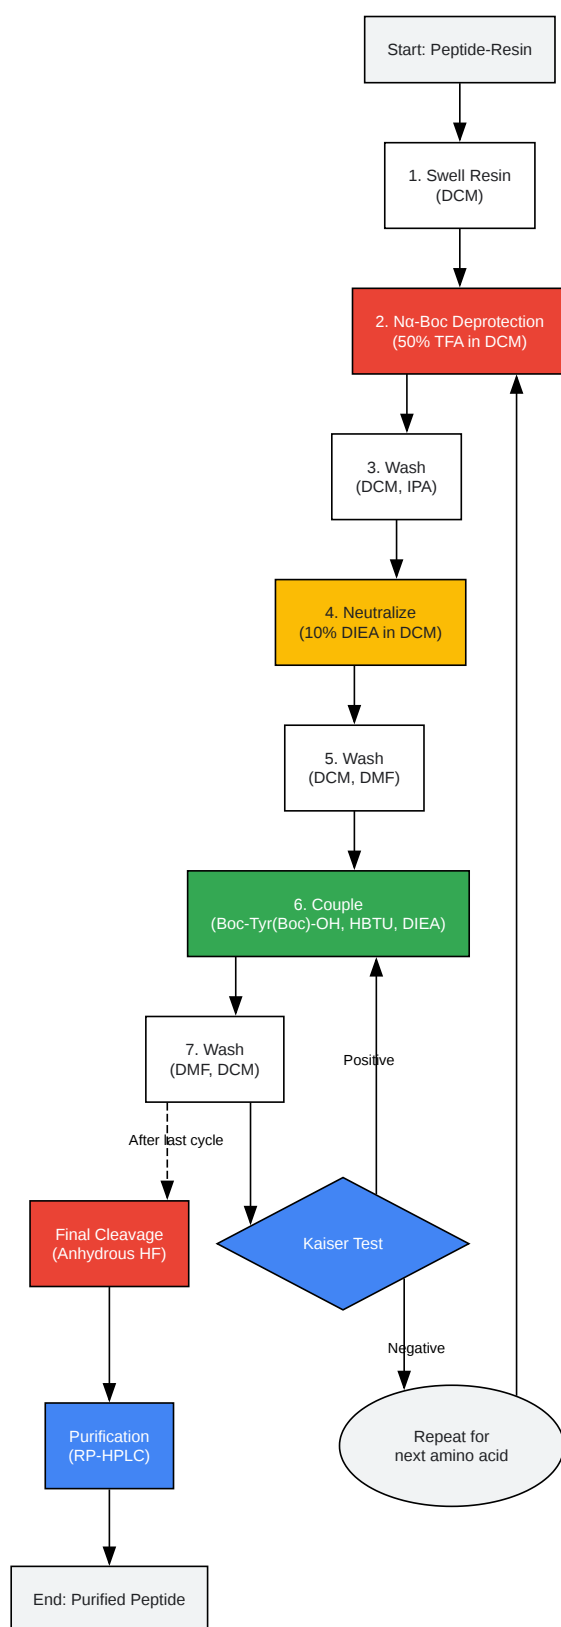 Start: Peptide-Resin
1. Swell Resin
(DCM)
2. Nα-Boc Deprotection
(50% TFA in DCM)
3. Wash
(DCM, IPA)
4. Neutralize
(10% DIEA in DCM)
5. Wash
(DCM, DMF)
6. Couple
(Boc-Tyr(Boc)-OH, HBTU, DIEA)
7. Wash
(DMF, DCM)
Positive
After last cycle
Final Cleavage
(Anhydrous HF)
Kaiser Test
Negative
Purification
(RP-HPLC)
Repeat for
next amino acid
End: Purified Peptide